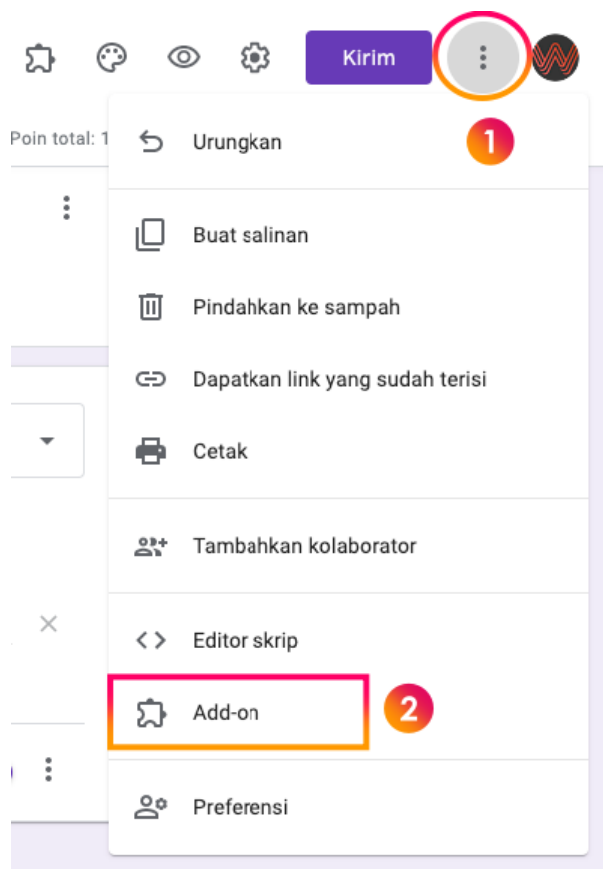 Kirim
Poin total: 1
1
Urungkan
Buat salinan
Pindahkan ke sampah
Dapatkan link yang sudah terisi
Cetak
Tambahkan kolaborator
Editor skrip
Add-on
2
Preferensi